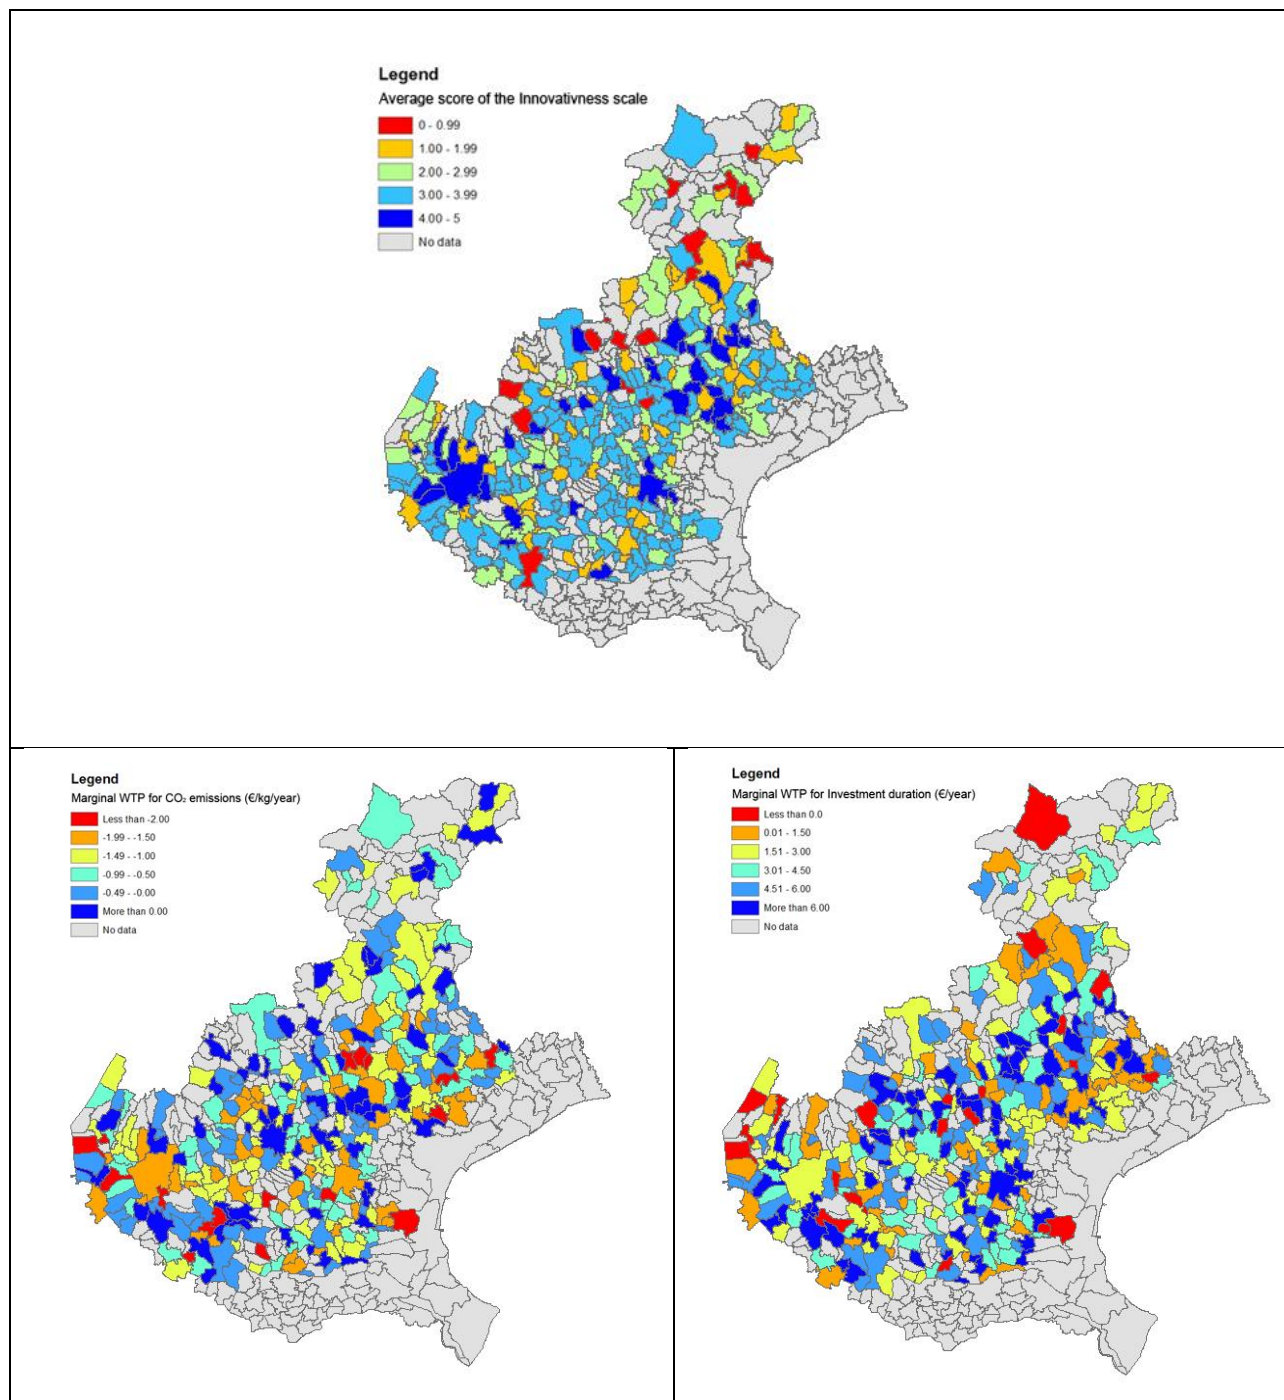 Legend
Average score of the Innovativness scale
0 - 0.99
1.00 - 1.99
2.00 - 2.99
3.00 - 3.99
4.00 - 5
No data
Legend
Marginal WTP for CO₂ emissions (€/kg/year)
Less than -2.00
-1.99 - -1.50
-1.49 - -1.00
-0.99 - -0.50
-0.49 - -0.00
More than 0.00
No data
Legend
Marginal WTP for Investment duration (€/year)
Less than 0.0
0.01 - 1.50
1.51 - 3.00
3.01 - 4.50
4.51 - 6.00
More than 6.00
No data